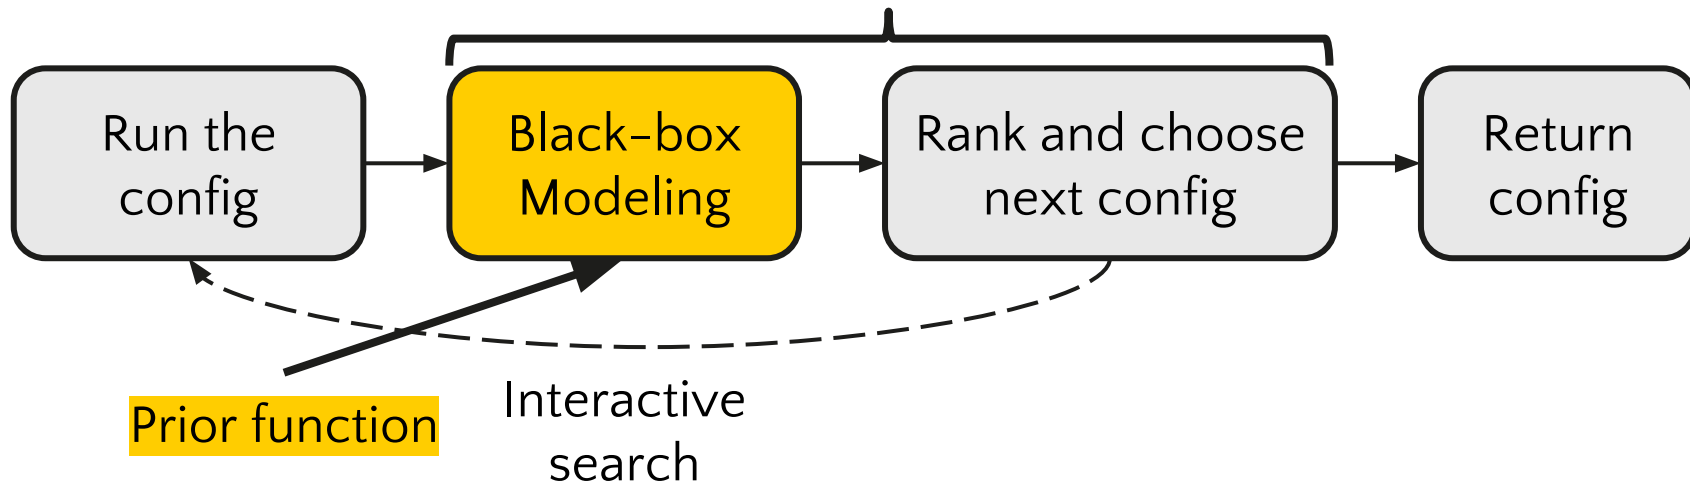 Run the
config
Black-box
Modeling
Rank and choose
next config
Return
config
Prior function
Interactive
search